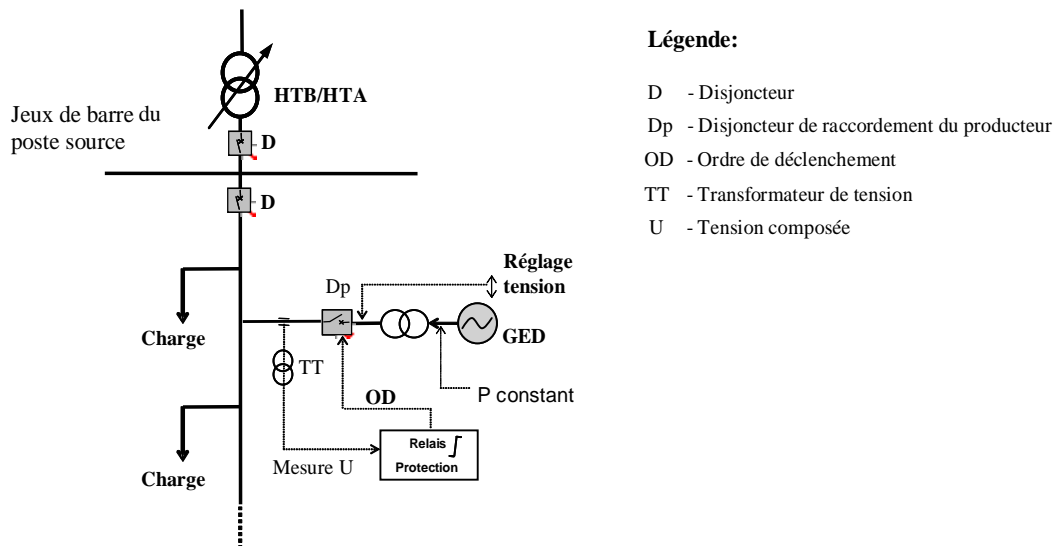 HTB/HTA
Jeux de barre du
poste source
D
D
Charge
Charge
Dp
Réglage
tension
GED
TT
OD
P constant
Mesure U
Relais
Protection
Légende:
D - Disjoncteur
Dp - Disjoncteur de raccordement du producteur
OD - Ordre de déclenchement
TT - Transformateur de tension
U - Tension composée